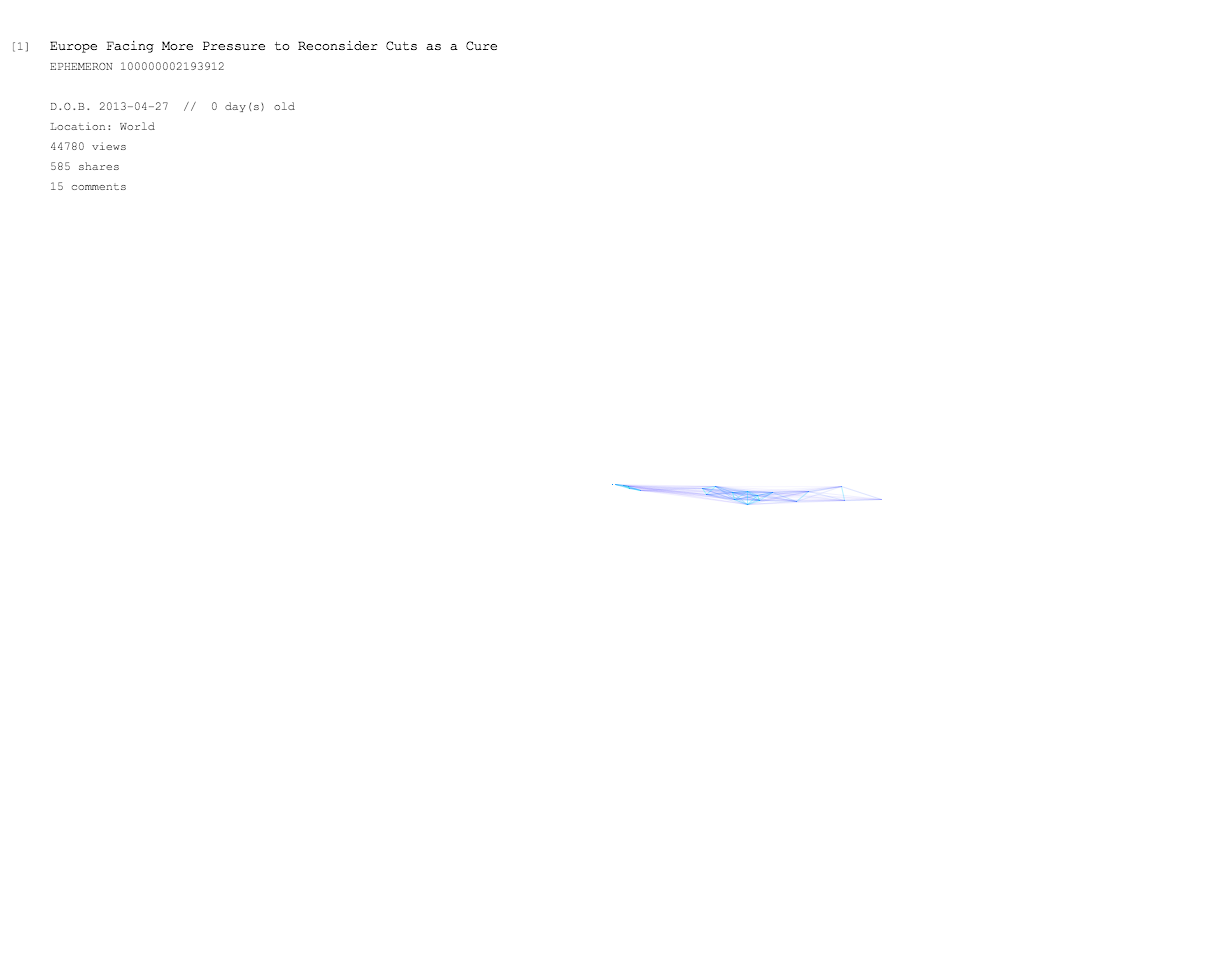 [1] Europe Facing More Pressure to Reconsider Cuts as a Cure
EPHEMERON 100000002193912
D.O.B. 2013-04-27 // 0 day(s) old
Location: World
44780 views
585 shares
15 comments